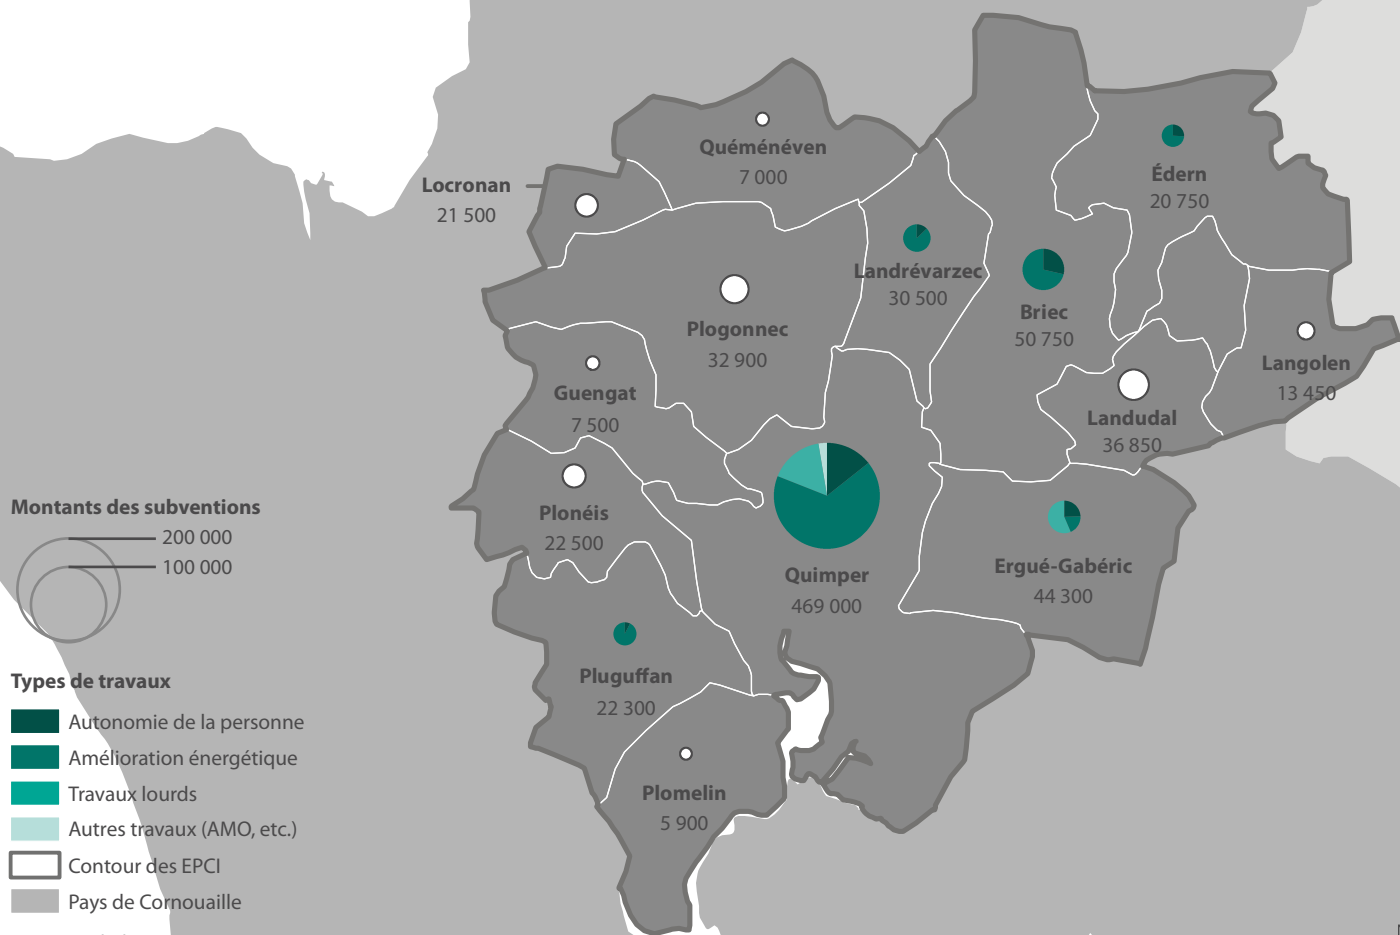 Quéménéven
7 000
Locronan
21 500
Édern
20 750
Landrévarzec
30 500
Briec
50 750
Plogonnec
32 900
Langolen
13 450
Guengat
7 500
Landudal
36 850
Plonéis
22 500
Quimper
469 000
Ergué-Gabéric
44 300
Pluguffan
22 300
Plomelin
5 900
Montants des subventions
200 000
100 000
Types de travaux
Autonomie de la personne
Amélioration énergétique
Travaux lourds
Autres travaux (AMO, etc.)
Contour des EPCI
Pays de Cornouaille